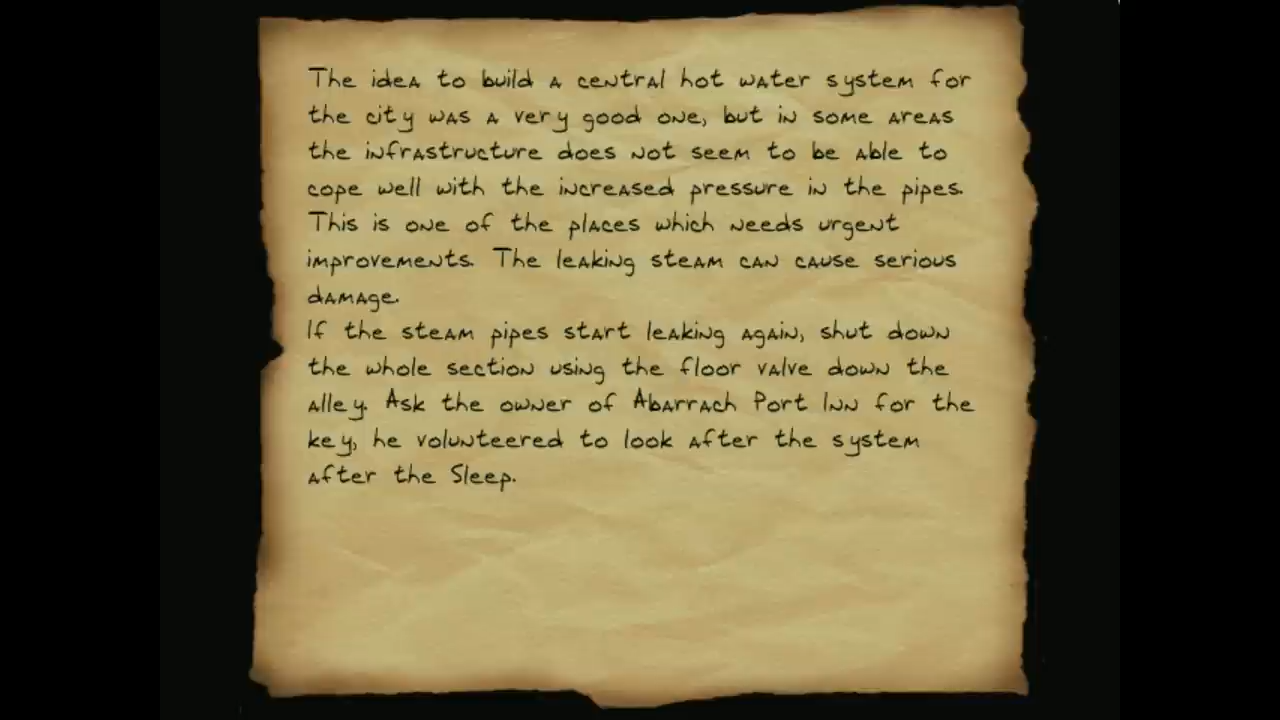 The idea to build a central hot water system for
the city was a very good one, but in some areas
the infrastructure does not seem to be able to
cope well with the increased pressure in the pipes.
This is one of the places which needs urgent
improvements. The leaking steam can cause serious
damage.
If the steam pipes start leaking again, shut down
the whole section using the floor valve down the
alley. Ask the owner of Abarrach Port Inn for the
key, he volunteered to look after the system
after the Sleep.